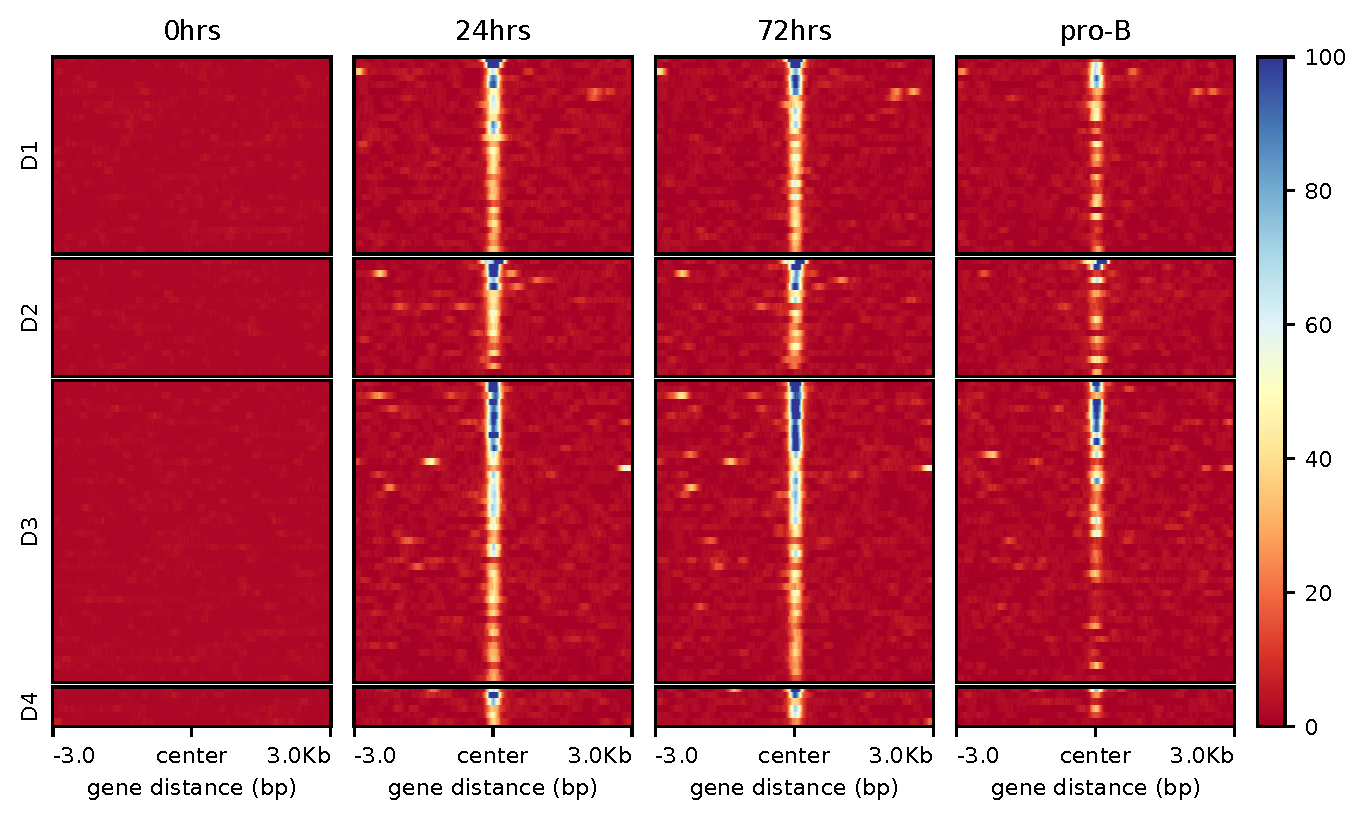 0hrs 24hrs 72hrs pro-B
D1
D2
D3
D4
-3.0 center 3.0Kb -3.0 center 3.0Kb -3.0 center 3.0Kb -3.0 center 3.0Kb
gene distance (bp) gene distance (bp) gene distance (bp) gene distance (bp)
100
80
60
40
20
0